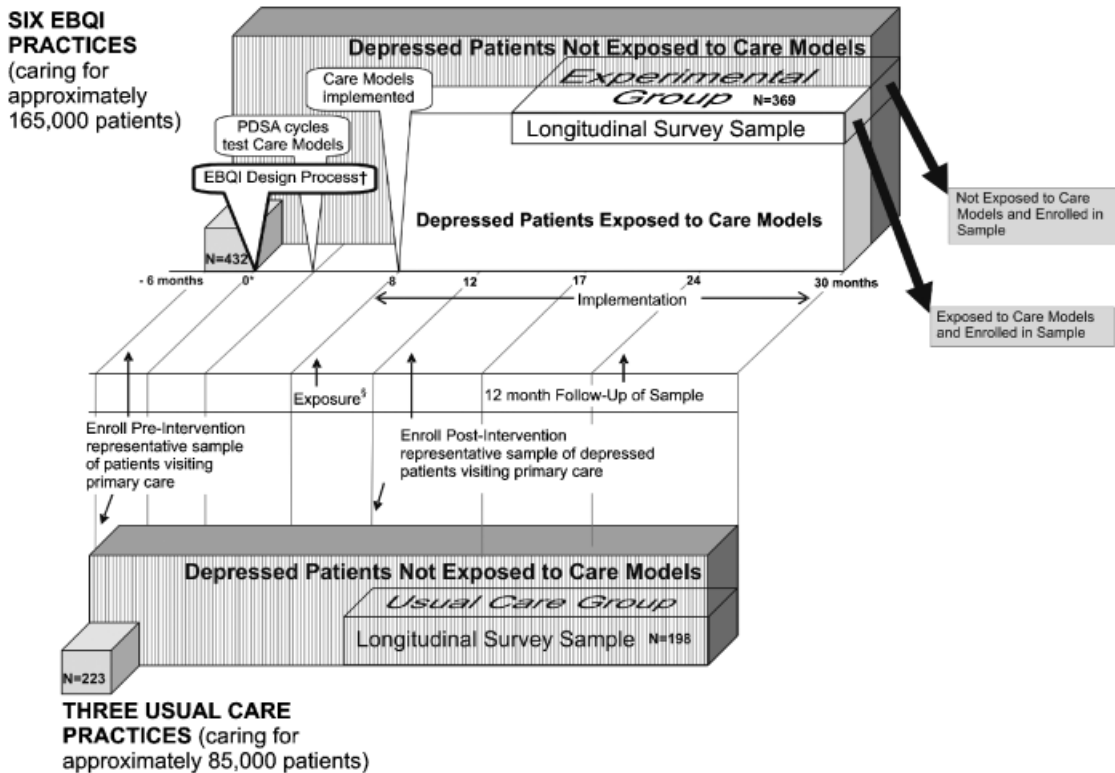 SIX EBQI
PRACTICES
(caring for
approximately
165,000 patients)
Depressed Patients Not Exposed to Care Models
Experimental
Group N=369
Longitudinal Survey Sample
Care Models
implemented
PDSA cycles
test Care Models
EBQI Design Process†
Depressed Patients Exposed to Care Models
N=432
Not Exposed to Care
Models and Enrolled in
Sample
- 6 months 0* 8 12 17 24 30 months
Implementation
Exposed to Care Models
and Enrolled in Sample
Exposure§
12 month Follow-Up of Sample
Enroll Pre-Intervention
representative sample
of patients visiting
primary care
Enroll Post-Intervention
representative sample of depressed
patients visiting primary care
Depressed Patients Not Exposed to Care Models
Usual Care Group
Longitudinal Survey Sample N=198
N=223
THREE USUAL CARE
PRACTICES (caring for
approximately 85,000 patients)